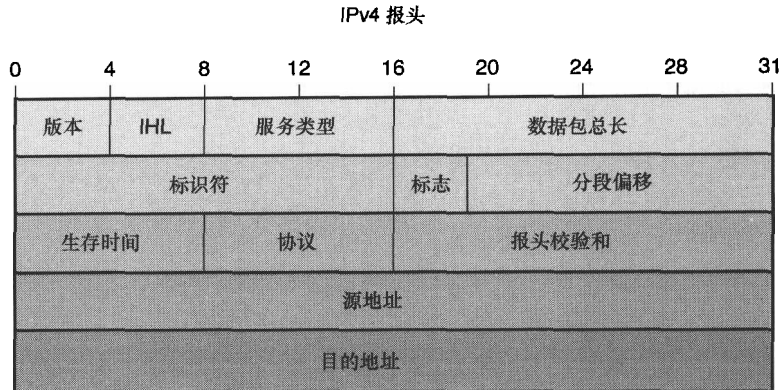 IPv4 报头
0 4 8 12 16 20 24 28 31
版本 IHL 服务类型 数据包总长
标识符 标志 分段偏移
生存时间 协议 报头校验和
源地址
目的地址